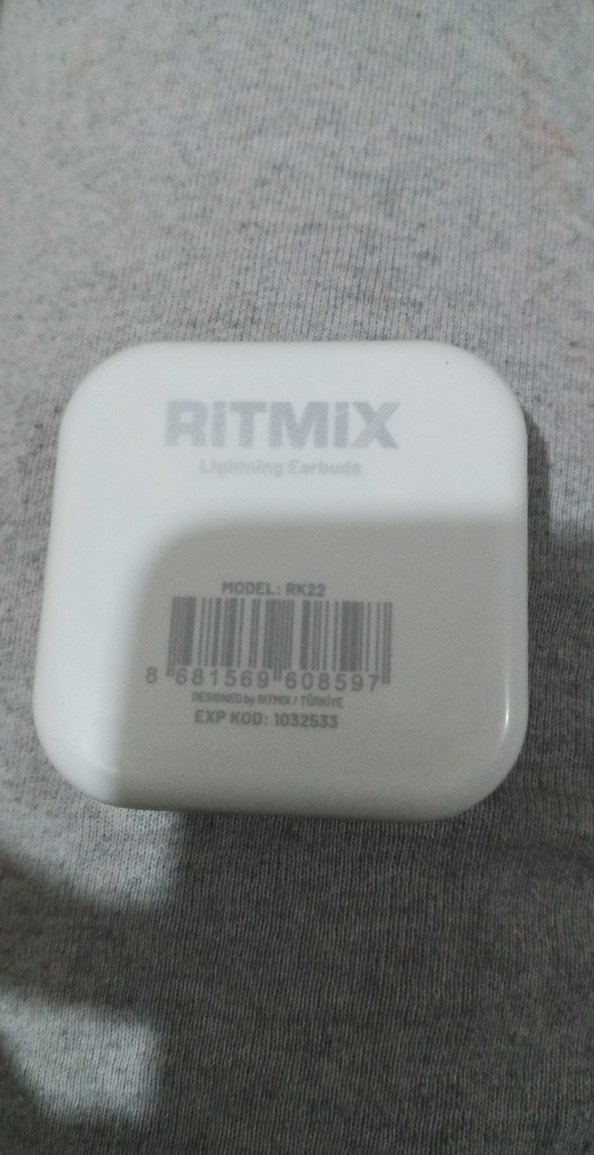 RiTMiX
Lightning Earbuds
MODEL: RK22
8 681569 608597
DESIGNED by RITMIX / TÜRKİYE
EXP KOD: 1032533